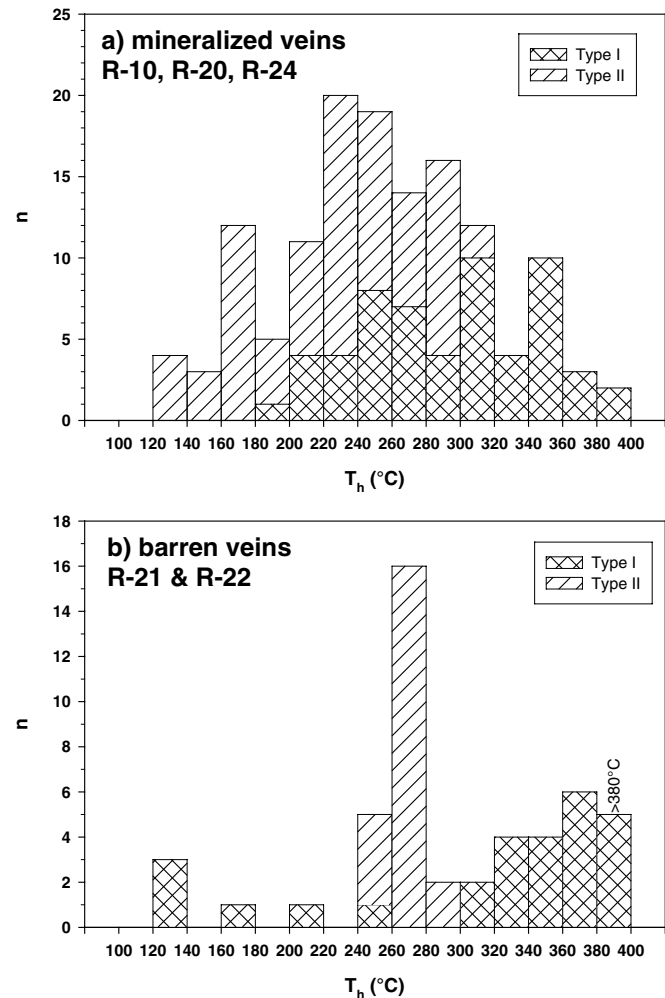 25
20
15
10
5
0
n
a) mineralized veins
R-10, R-20, R-24
Type I
Type II
100 120 140 160 180 200 220 240 260 280 300 320 340 360 380 400
T_h (°C)
18
16
14
12
10
8
6
4
2
0
n
b) barren veins
R-21 & R-22
Type I
Type II
>380°C
100 120 140 160 180 200 220 240 260 280 300 320 340 360 380 400
T_h (°C)